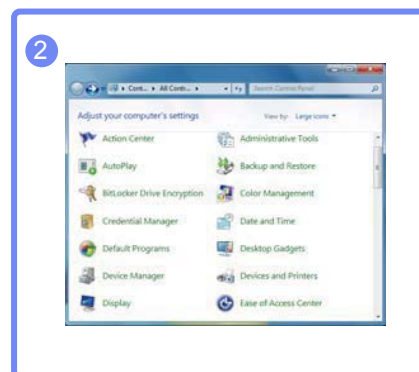 2
Cont... All Contr... Search Control Panel
Adjust your computer's settings View by: Large icons
Action Center Administrative Tools
AutoPlay Backup and Restore
BitLocker Drive Encryption Color Management
Credential Manager Date and Time
Default Programs Desktop Gadgets
Device Manager Devices and Printers
Display Ease of Access Center